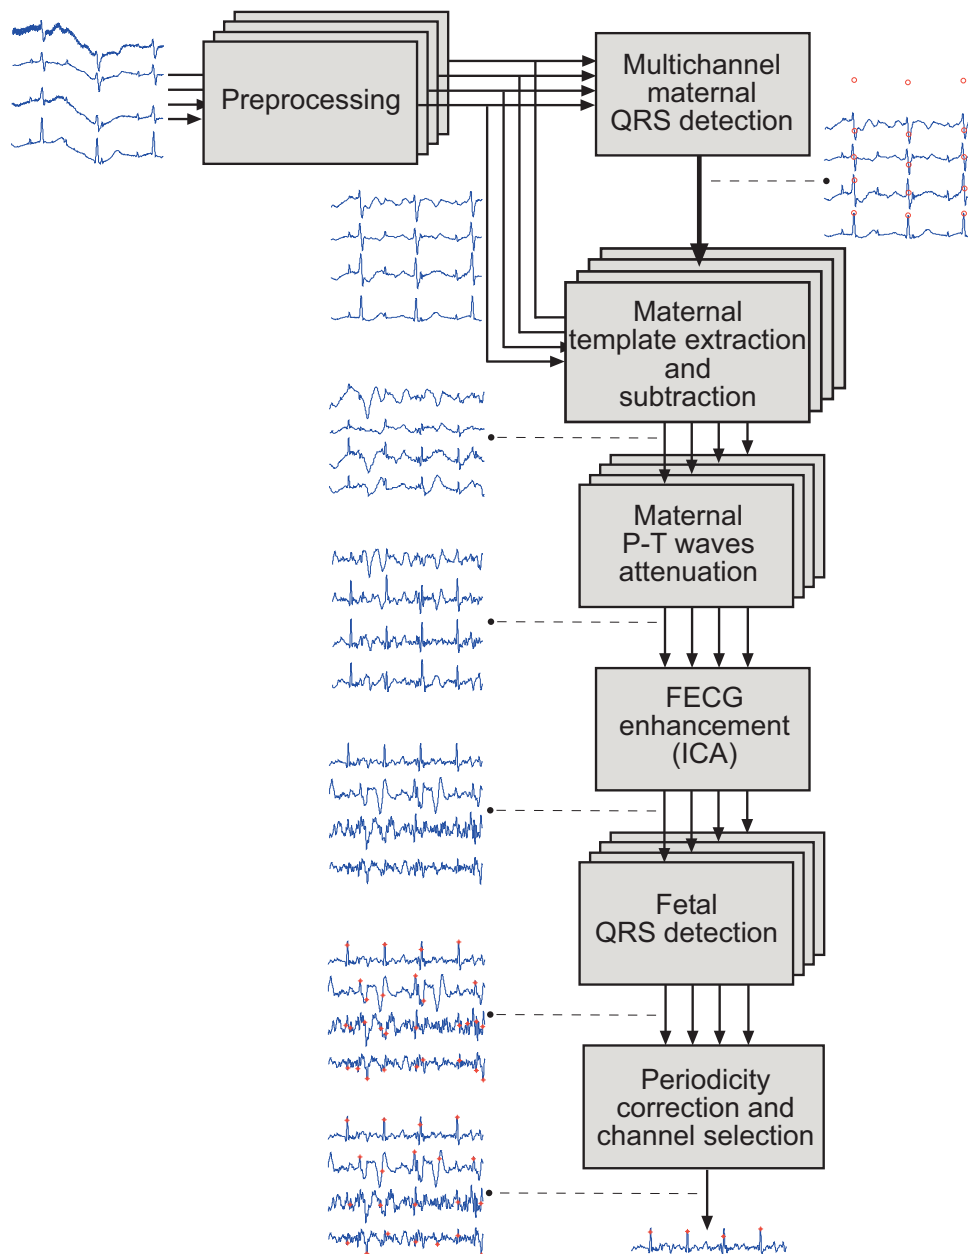 Preprocessing
Multichannel
maternal
QRS detection
Maternal
template extraction
and
subtraction
Maternal
P-T waves
attenuation
FECG
enhancement
(ICA)
Fetal
QRS detection
Periodicity
correction and
channel selection